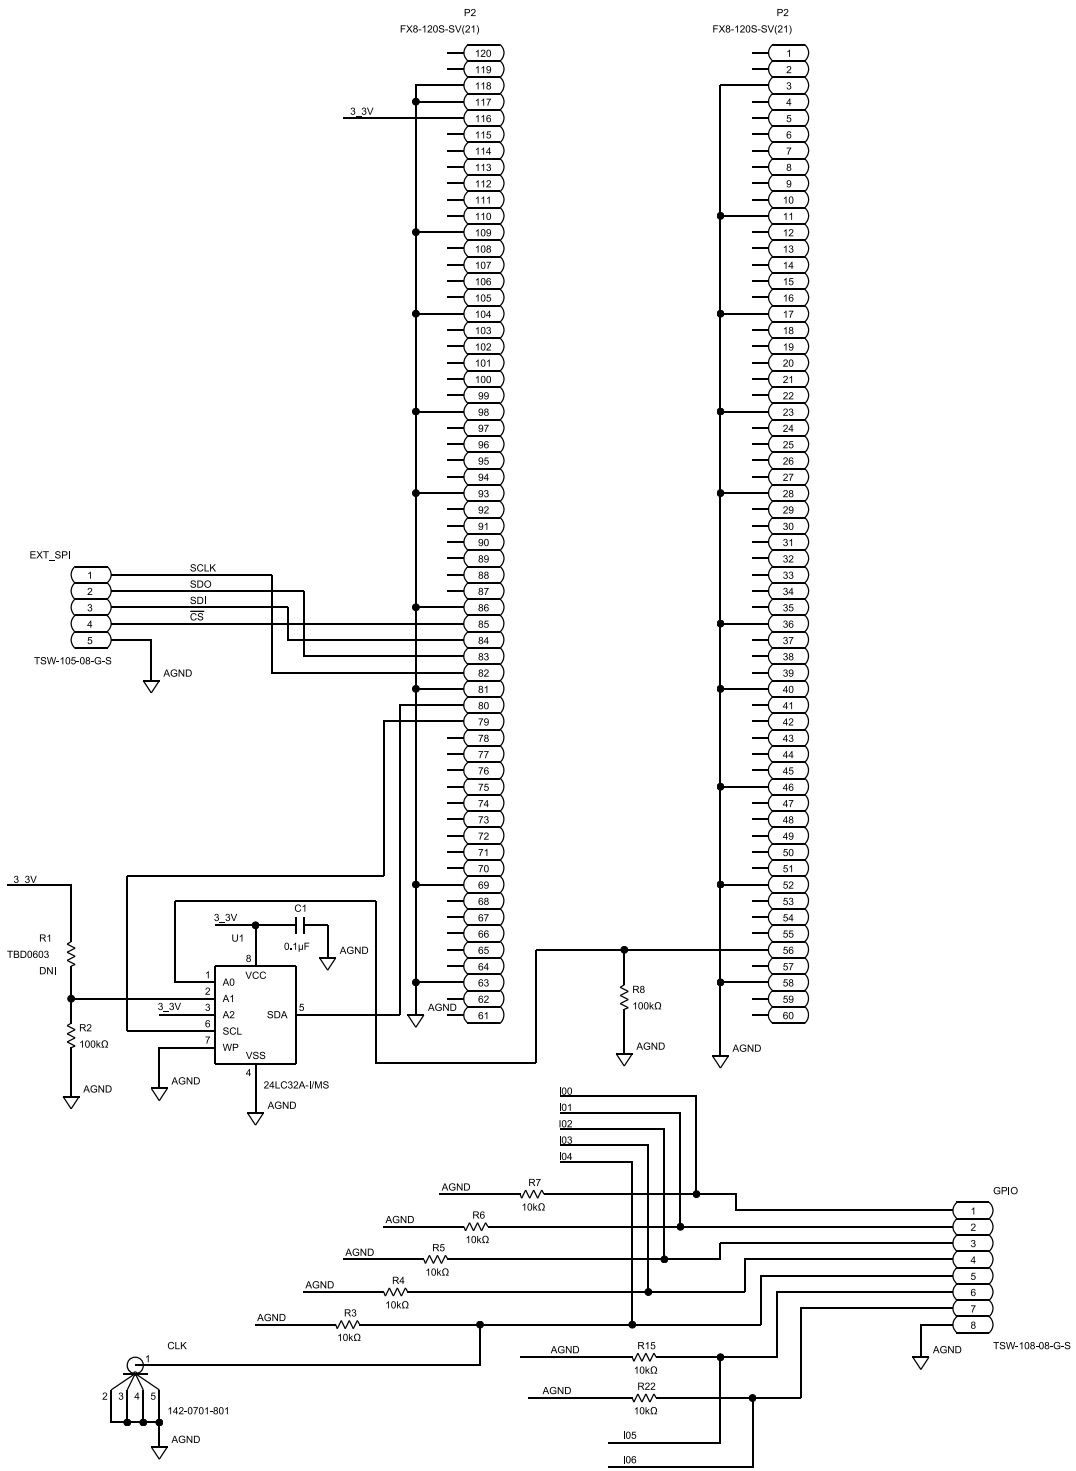 P2
FX8-120S-SV(21)
120
119
118
117
116
115
114
113
112
111
110
109
108
107
106
105
104
103
102
101
100
99
98
97
96
95
94
93
92
91
90
89
88
87
86
85
84
83
82
81
80
79
78
77
76
75
74
73
72
71
70
69
68
67
66
65
64
63
62
61
3_3V
AGND
P2
FX8-120S-SV(21)
1
2
3
4
5
6
7
8
9
10
11
12
13
14
15
16
17
18
19
20
21
22
23
24
25
26
27
28
29
30
31
32
33
34
35
36
37
38
39
40
41
42
43
44
45
46
47
48
49
50
51
52
53
54
55
56
57
58
59
60
AGND
EXT_SPI
1 SCLK
2 SDO
3 SDI
4 CS
5
TSW-105-08-G-S
AGND
3_3V
R1
TBD0603
DNI
R2
100kΩ
AGND
3_3V
C1
0.1µF
AGND
U1
8
VCC
1 A0
2 A1
3_3V 3 A2
6 SCL
7 WP
SDA 5
VSS
4
24LC32A-I/MS
AGND
AGND
R8
100kΩ
AGND
I00
I01
I02
I03
I04
AGND R7
10kΩ
AGND R6
10kΩ
AGND R5
10kΩ
AGND R4
10kΩ
AGND R3
10kΩ
AGND R15
10kΩ
AGND R22
10kΩ
I05
I06
GPIO
1
2
3
4
5
6
7
8
TSW-108-08-G-S
AGND
CLK
1
2 3 4 5
142-0701-801
AGND